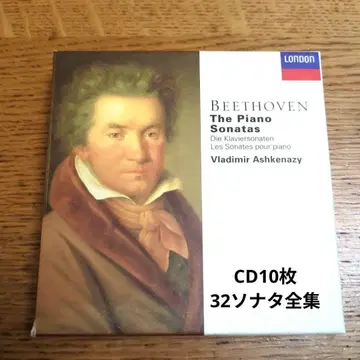 LONDON
BEETHOVEN
The Piano
Sonatas
Die Klaviersonaten
Les Sonates pour piano
Vladimir Ashkenazy
CD10枚
32ソナタ全集